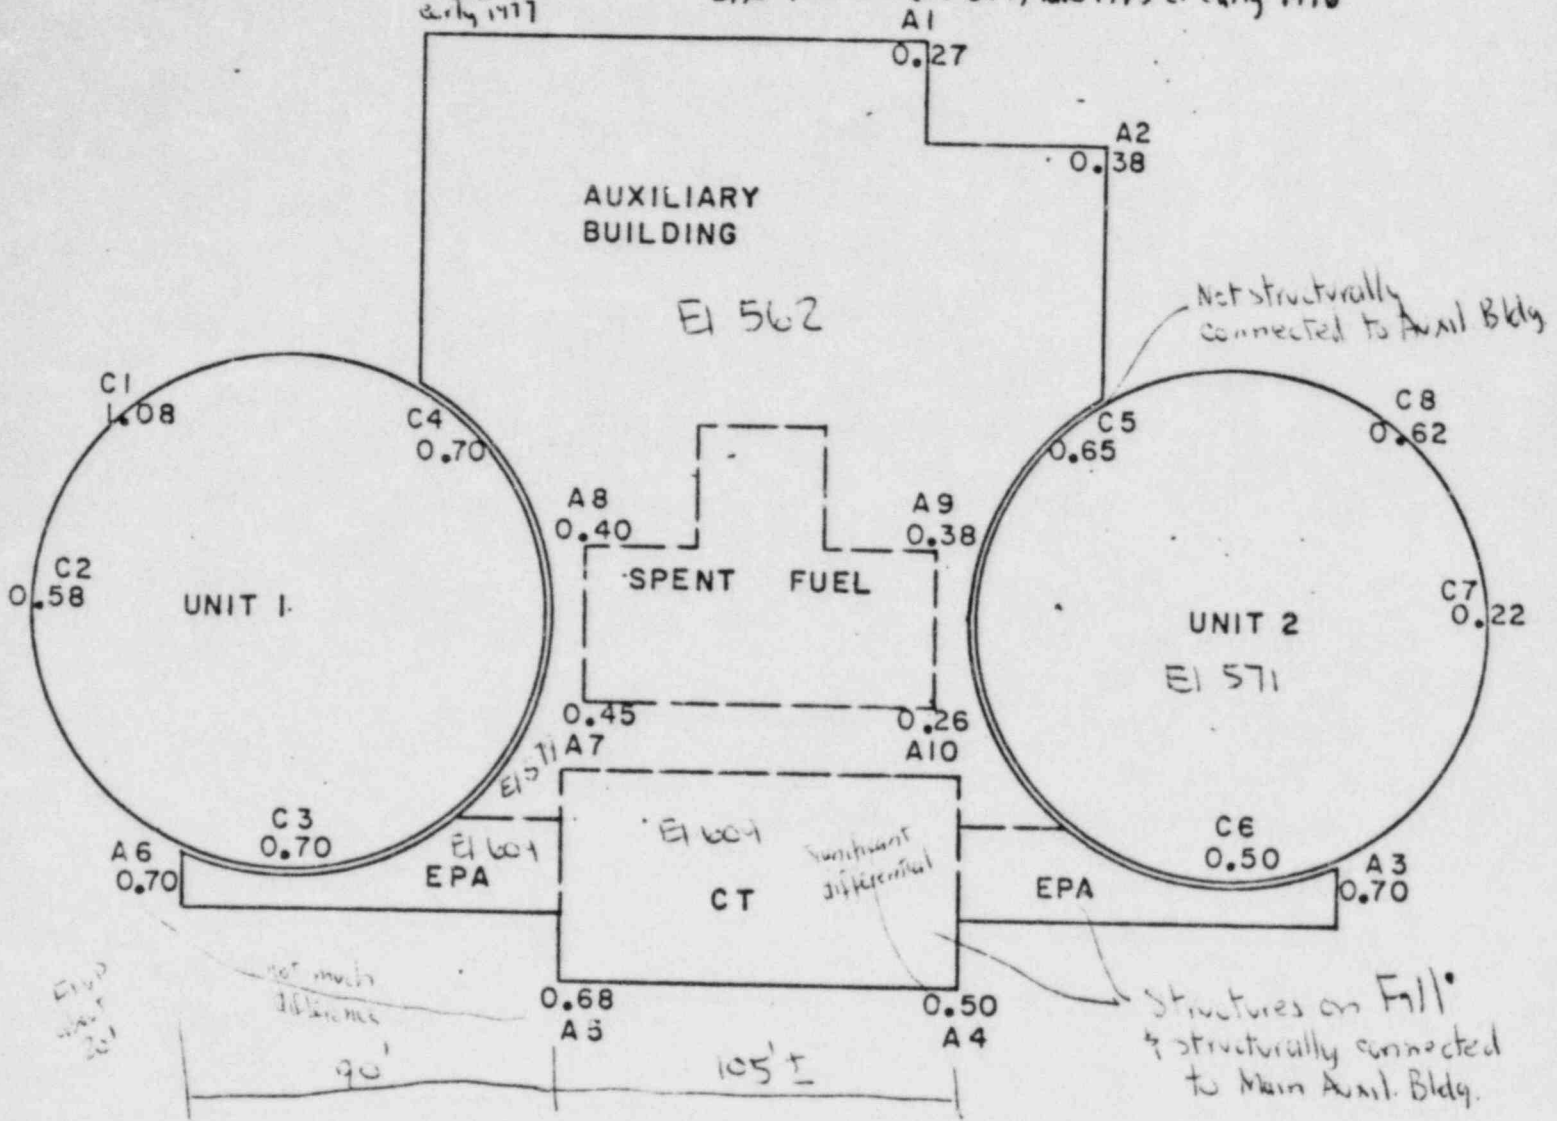 early 1977
A1
0.27
A2
0.38
AUXILIARY
BUILDING
El 562
Not structurally
connected to Auxil Bldg
C1
1.08
C4
0.70
C5
0.65
C8
0.62
A8
0.40
A9
0.38
C2
0.58
UNIT 1
SPENT FUEL
UNIT 2
El 571
C7
0.22
0.45
A7
0.26
A10
El 571
C3
0.70
El 609
El 609
significant
differential
C6
0.50
A6
0.70
EPA
CT
EPA
A3
0.70
not much
difference
0.68
A5
0.50
A4
Structures on Fill
& structurally connected
to Main Auxil. Bldg.
90'
105'±